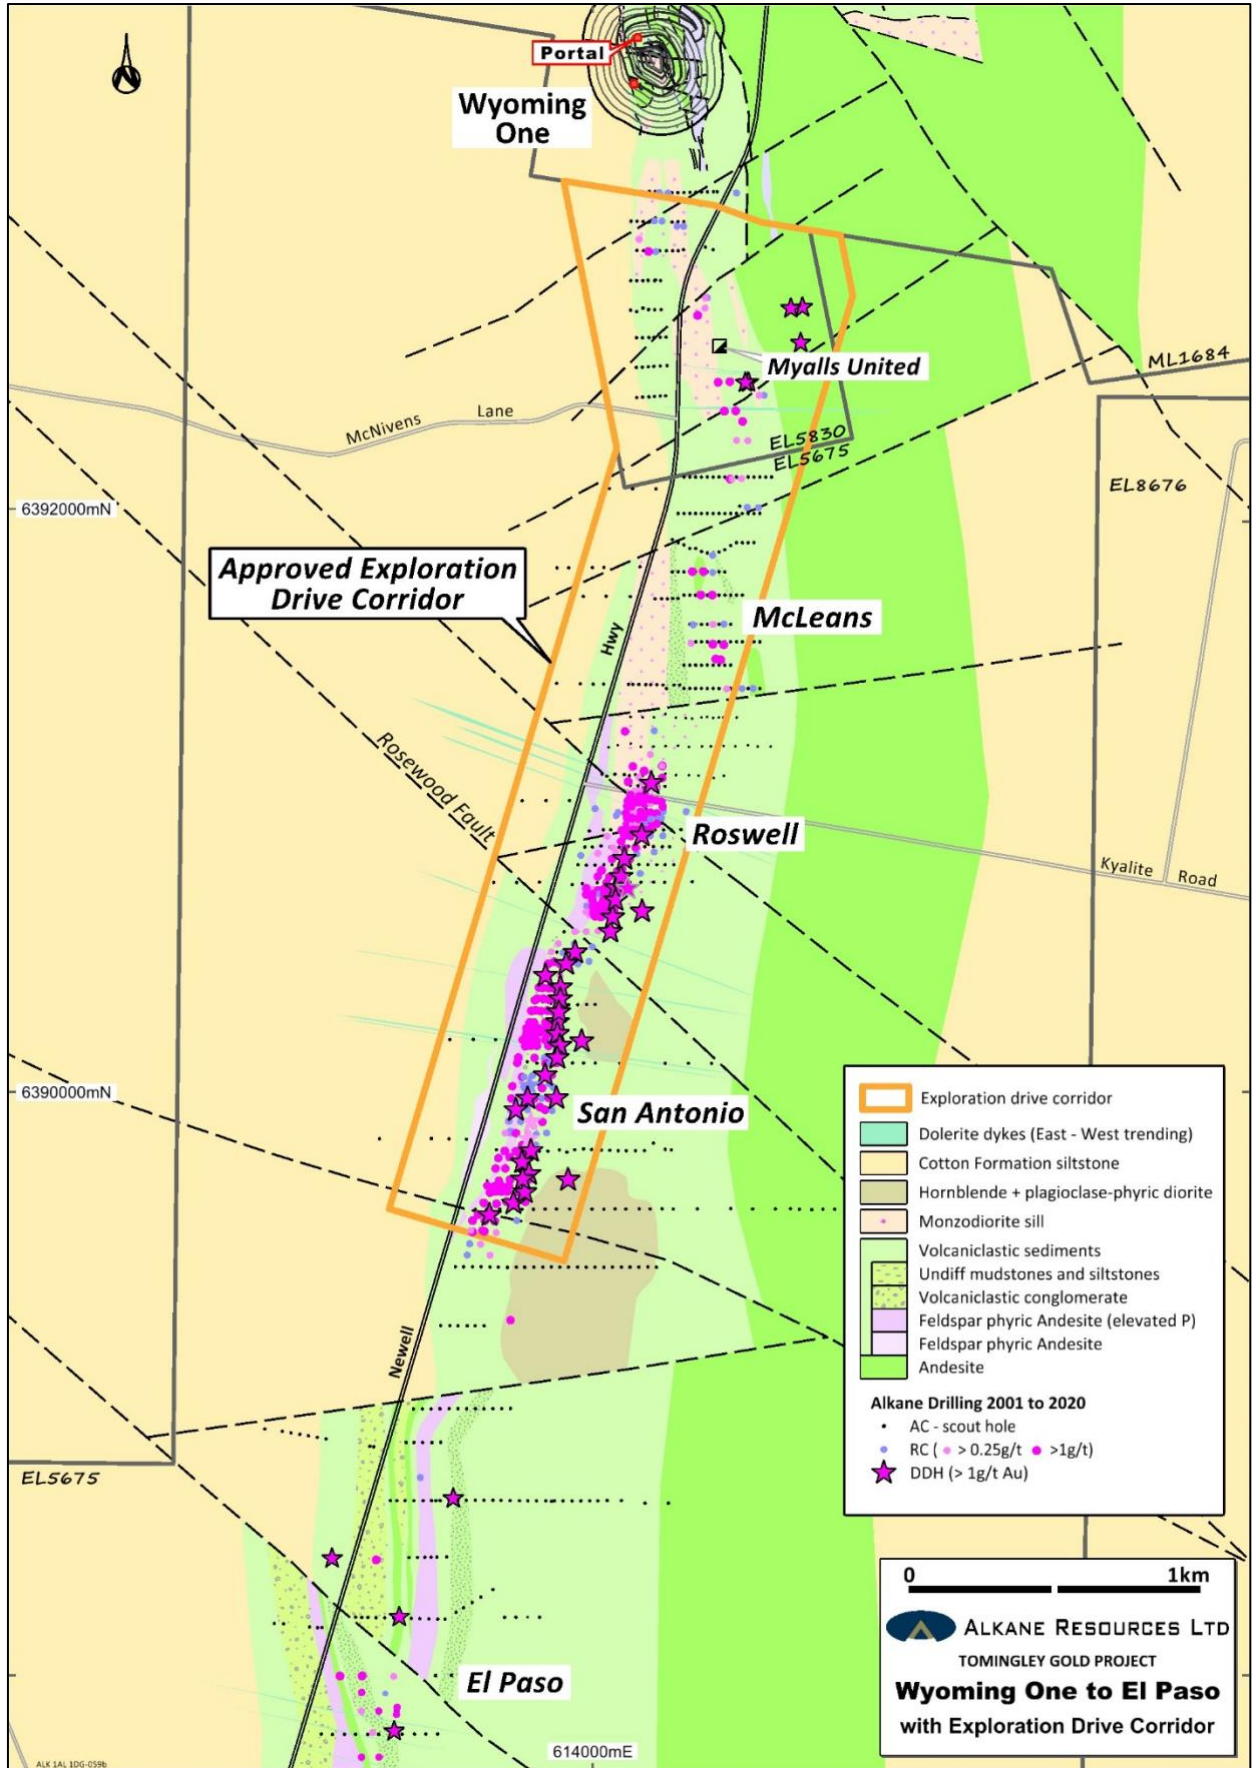 Portal
Wyoming
One
Myalls United
ML1684
McNivens
Lane
EL5830
EL5675
EL8676
6392000mN
Approved Exploration
Drive Corridor
McLeans
Hwy
Rosewood Fault
Roswell
Kyalite
Road
6390000mN
San Antonio
Exploration drive corridor
Dolerite dykes (East - West trending)
Cotton Formation siltstone
Hornblende + plagioclase-phyric diorite
Monzodiorite sill
Volcaniclastic sediments
Undiff mudstones and siltstones
Volcaniclastic conglomerate
Feldspar phyric Andesite (elevated P)
Feldspar phyric Andesite
Andesite
Alkane Drilling 2001 to 2020
AC - scout hole
RC ( > 0.25g/t >1g/t)
DDH (> 1g/t Au)
Newell
EL5675
0 1km
ALKANE RESOURCES LTD
TOMINGLEY GOLD PROJECT
Wyoming One to El Paso
with Exploration Drive Corridor
El Paso
614000mE
ALK 1AL 1DG-059b